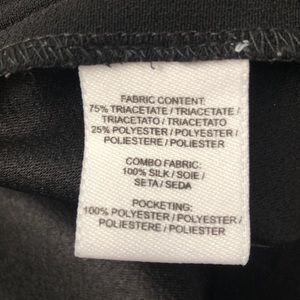 FABRIC CONTENT:
75% TRIACETATE / TRIACETATE /
TRIACETATO / TRIACETATO
25% POLYESTER / POLYESTER /
POLIESTERE / POLIESTER
COMBO FABRIC:
100% SILK / SOIE /
SETA / SEDA
POCKETING:
100% POLYESTER / POLYESTER /
POLIESTERE / POLIESTER